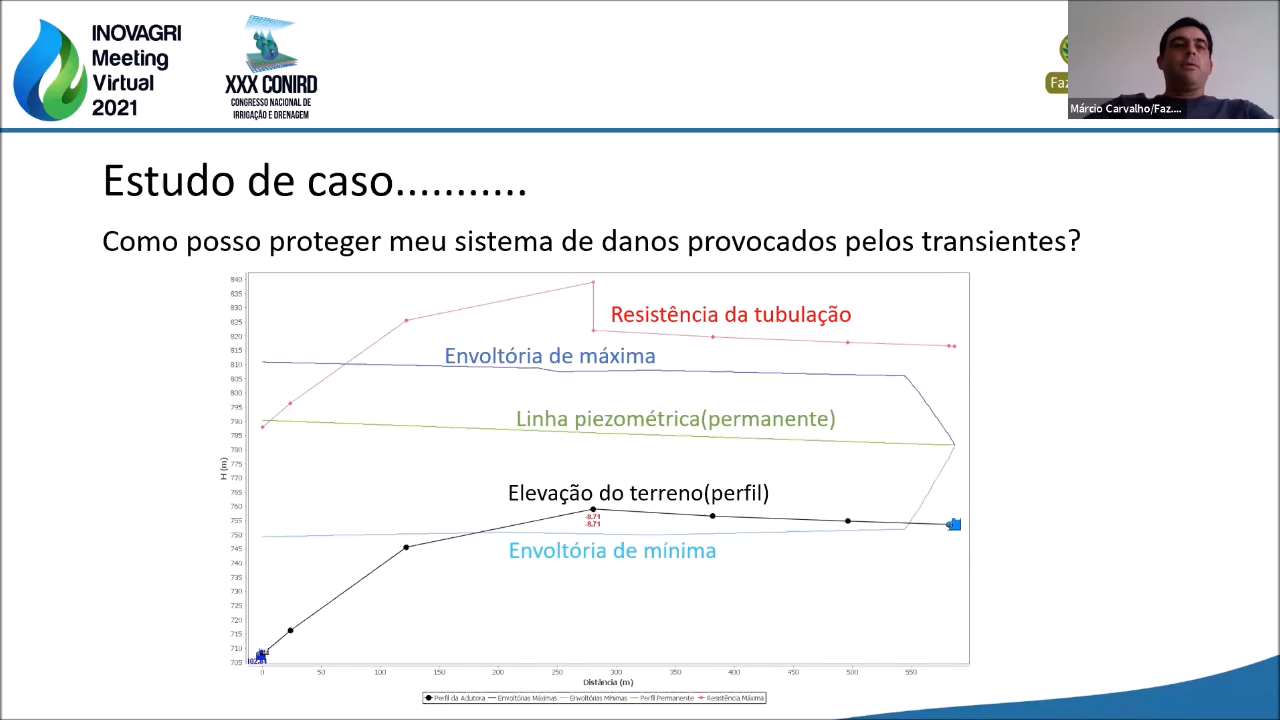 INOVAGRI
Meeting
Virtual
2021
XXX CONIRD
CONGRESSO NACIONAL DE
IRRIGAÇÃO E DRENAGEM
Faz
Márcio Carvalho/Faz....
Estudo de caso...........
Como posso proteger meu sistema de danos provocados pelos transientes?
840
835
830
825
820
815
810
805
800
795
790
785
780
775
770
765
760
755
750
745
740
735
730
725
720
715
710
705
H (m)
Resistência da tubulação
Envoltória de máxima
Linha piezométrica(permanente)
Elevação do terreno(perfil)
-8.71
-8.71
Envoltória de mínima
0 50 100 150 200 250 300 350 400 450 500 550
Distância (m)
Perfil da Adutora Envoltórias Máximas Envoltórias Mínimas Perfil Permanente Resistência Máxima